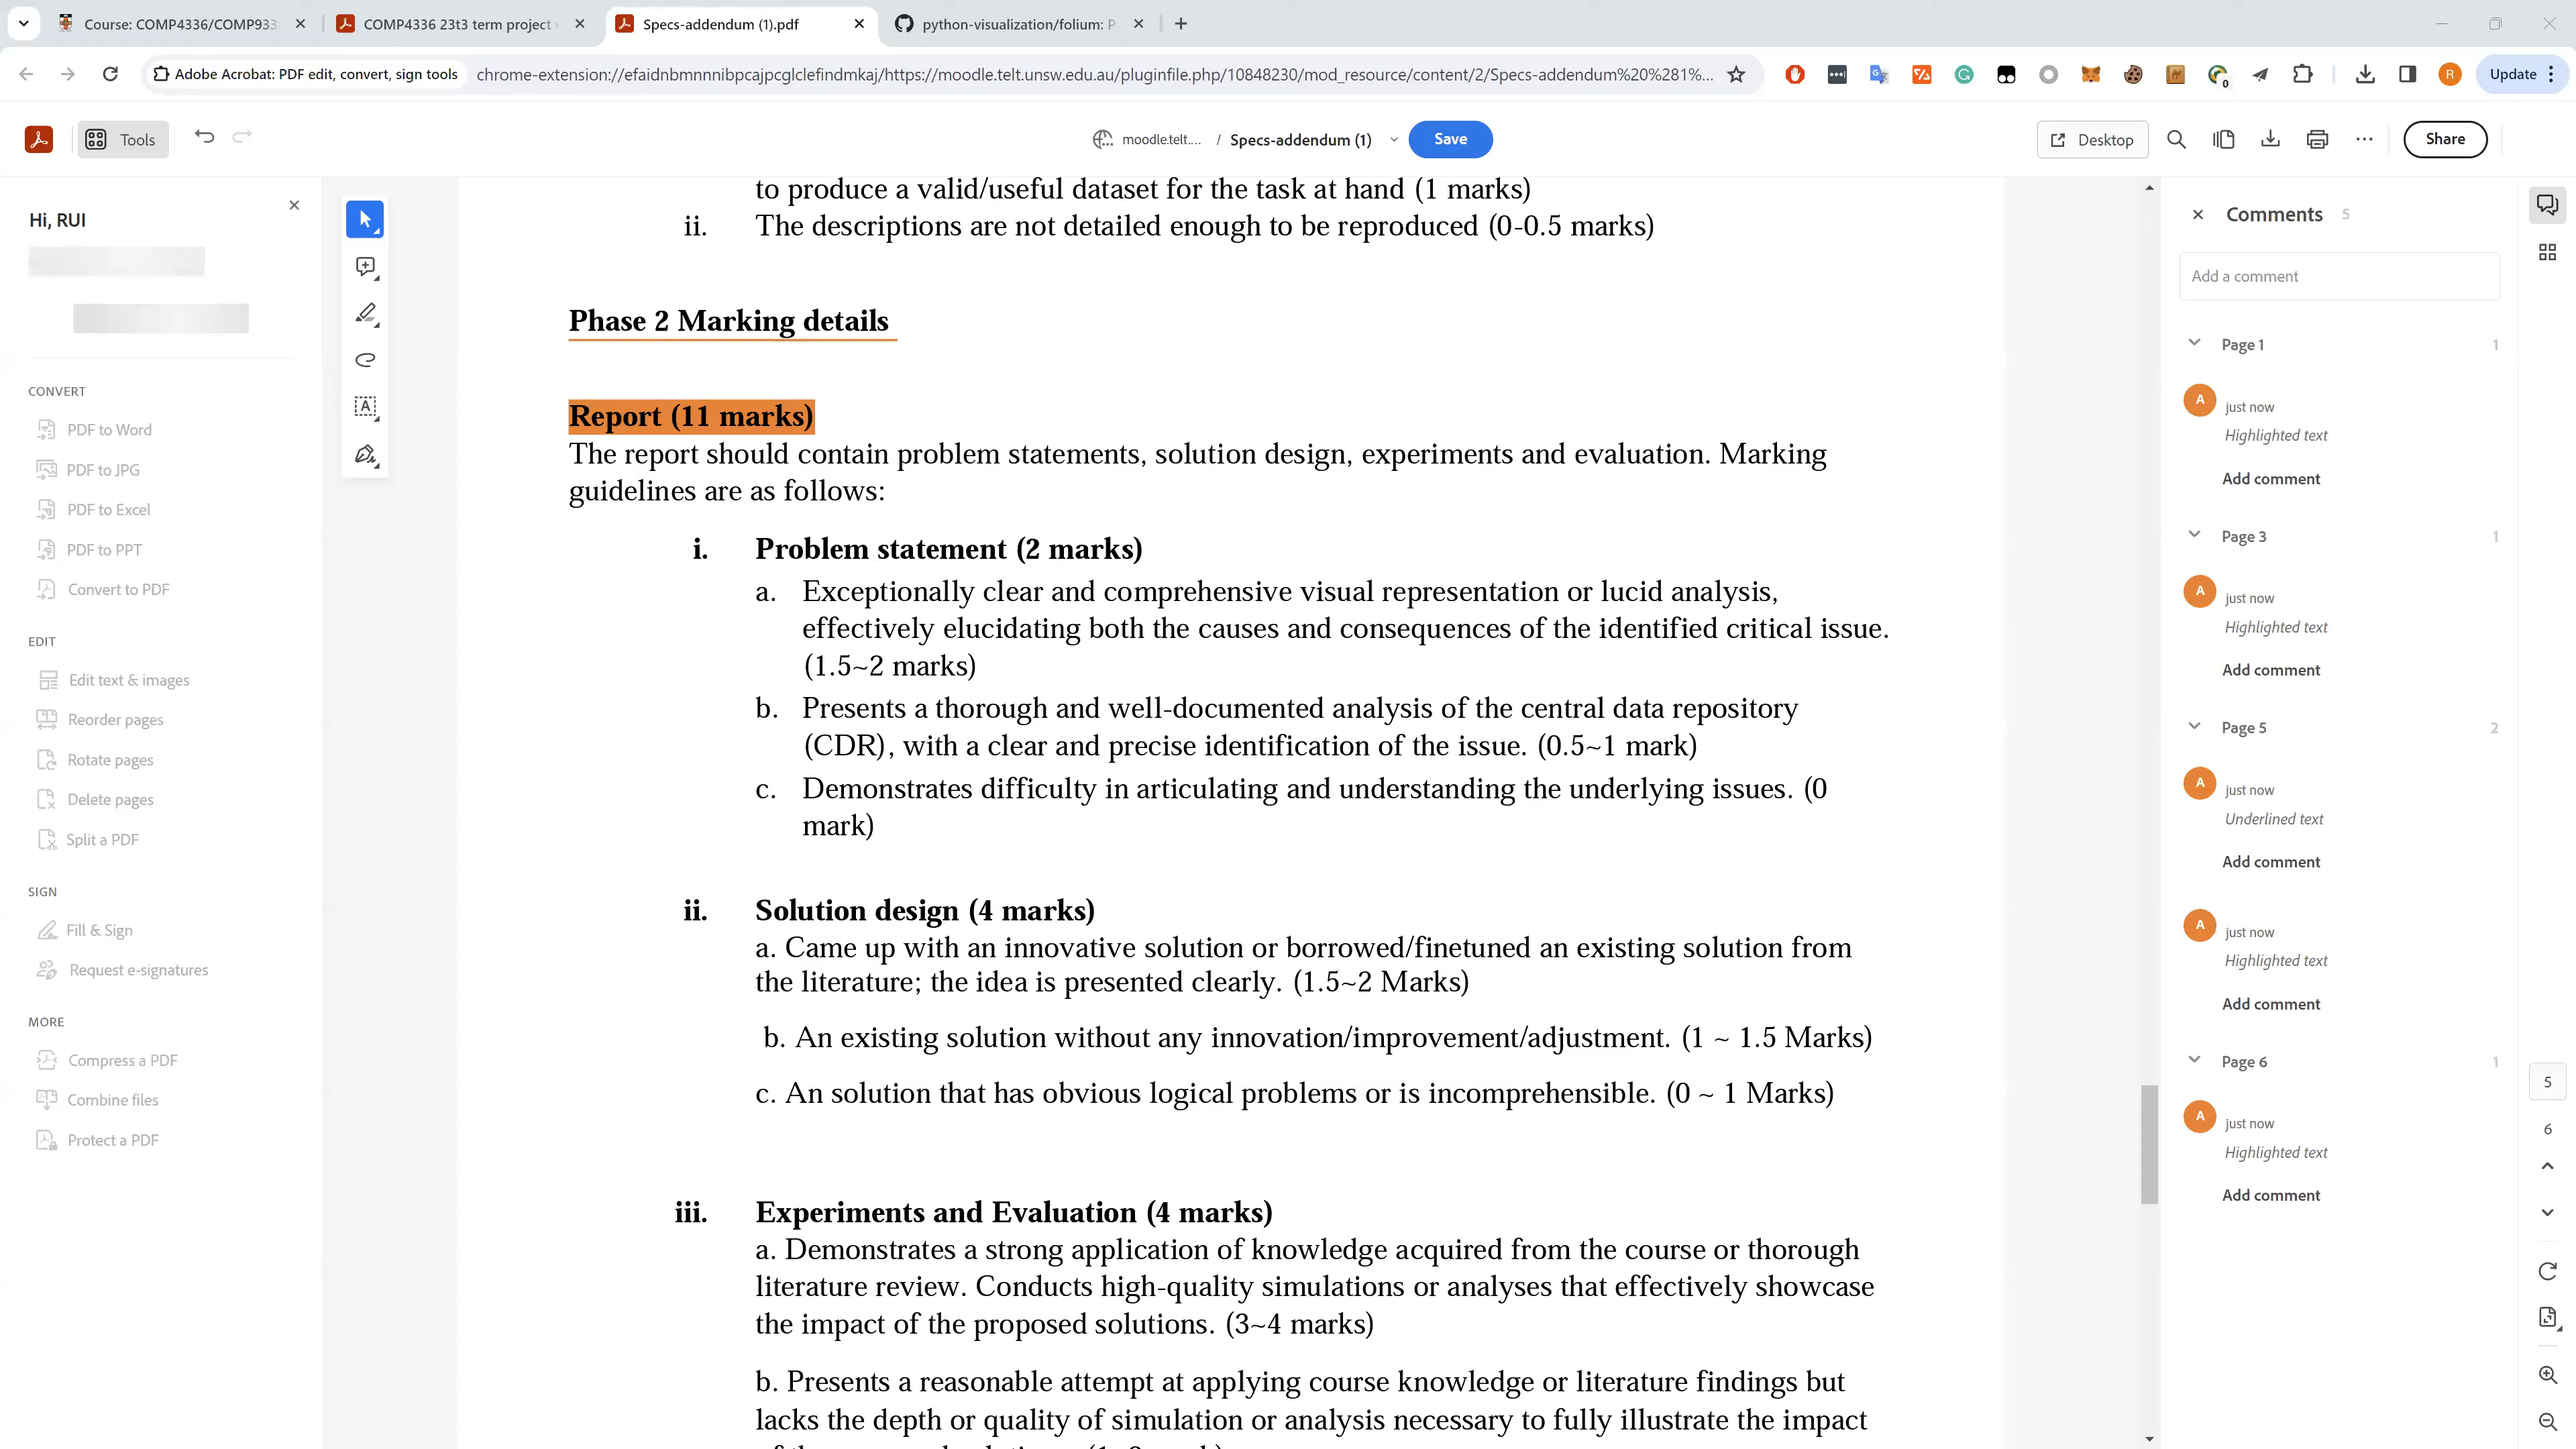 Course: COMP4336/COMP933
COMP4336 23t3 term project
Specs-addendum (1).pdf
python-visualization/folium: P
Adobe Acrobat: PDF edit, convert, sign tools
chrome-extension://efaidnbmnnnibpcajpcglclefindmkaj/https://moodle.telt.unsw.edu.au/pluginfile.php/10848230/mod_resource/content/2/Specs-addendum%20%281%...
0
R
Update
Tools
moodle.telt....
/
Specs-addendum (1)
Save
Desktop
Share
Hi, RUI
CONVERT
PDF to Word
PDF to JPG
PDF to Excel
PDF to PPT
Convert to PDF
EDIT
Edit text & images
Reorder pages
Rotate pages
Delete pages
Split a PDF
SIGN
Fill & Sign
Request e-signatures
MORE
Compress a PDF
Combine files
Protect a PDF
to produce a valid/useful dataset for the task at hand (1 marks)
ii. The descriptions are not detailed enough to be reproduced (0-0.5 marks)
Phase 2 Marking details
Report (11 marks)
The report should contain problem statements, solution design, experiments and evaluation. Marking
guidelines are as follows:
i. Problem statement (2 marks)
a. Exceptionally clear and comprehensive visual representation or lucid analysis,
effectively elucidating both the causes and consequences of the identified critical issue.
(1.5~2 marks)
b. Presents a thorough and well-documented analysis of the central data repository
(CDR), with a clear and precise identification of the issue. (0.5~1 mark)
c. Demonstrates difficulty in articulating and understanding the underlying issues. (0
mark)
ii. Solution design (4 marks)
a. Came up with an innovative solution or borrowed/finetuned an existing solution from
the literature; the idea is presented clearly. (1.5~2 Marks)
b. An existing solution without any innovation/improvement/adjustment. (1 ~ 1.5 Marks)
c. An solution that has obvious logical problems or is incomprehensible. (0 ~ 1 Marks)
iii. Experiments and Evaluation (4 marks)
a. Demonstrates a strong application of knowledge acquired from the course or thorough
literature review. Conducts high-quality simulations or analyses that effectively showcase
the impact of the proposed solutions. (3~4 marks)
b. Presents a reasonable attempt at applying course knowledge or literature findings but
lacks the depth or quality of simulation or analysis necessary to fully illustrate the impact
Comments 5
Add a comment
Page 1 1
A
just now
Highlighted text
Add comment
Page 3 1
A
just now
Highlighted text
Add comment
Page 5 2
A
just now
Underlined text
Add comment
A
just now
Highlighted text
Add comment
Page 6 1
A
just now
Highlighted text
Add comment
5
6